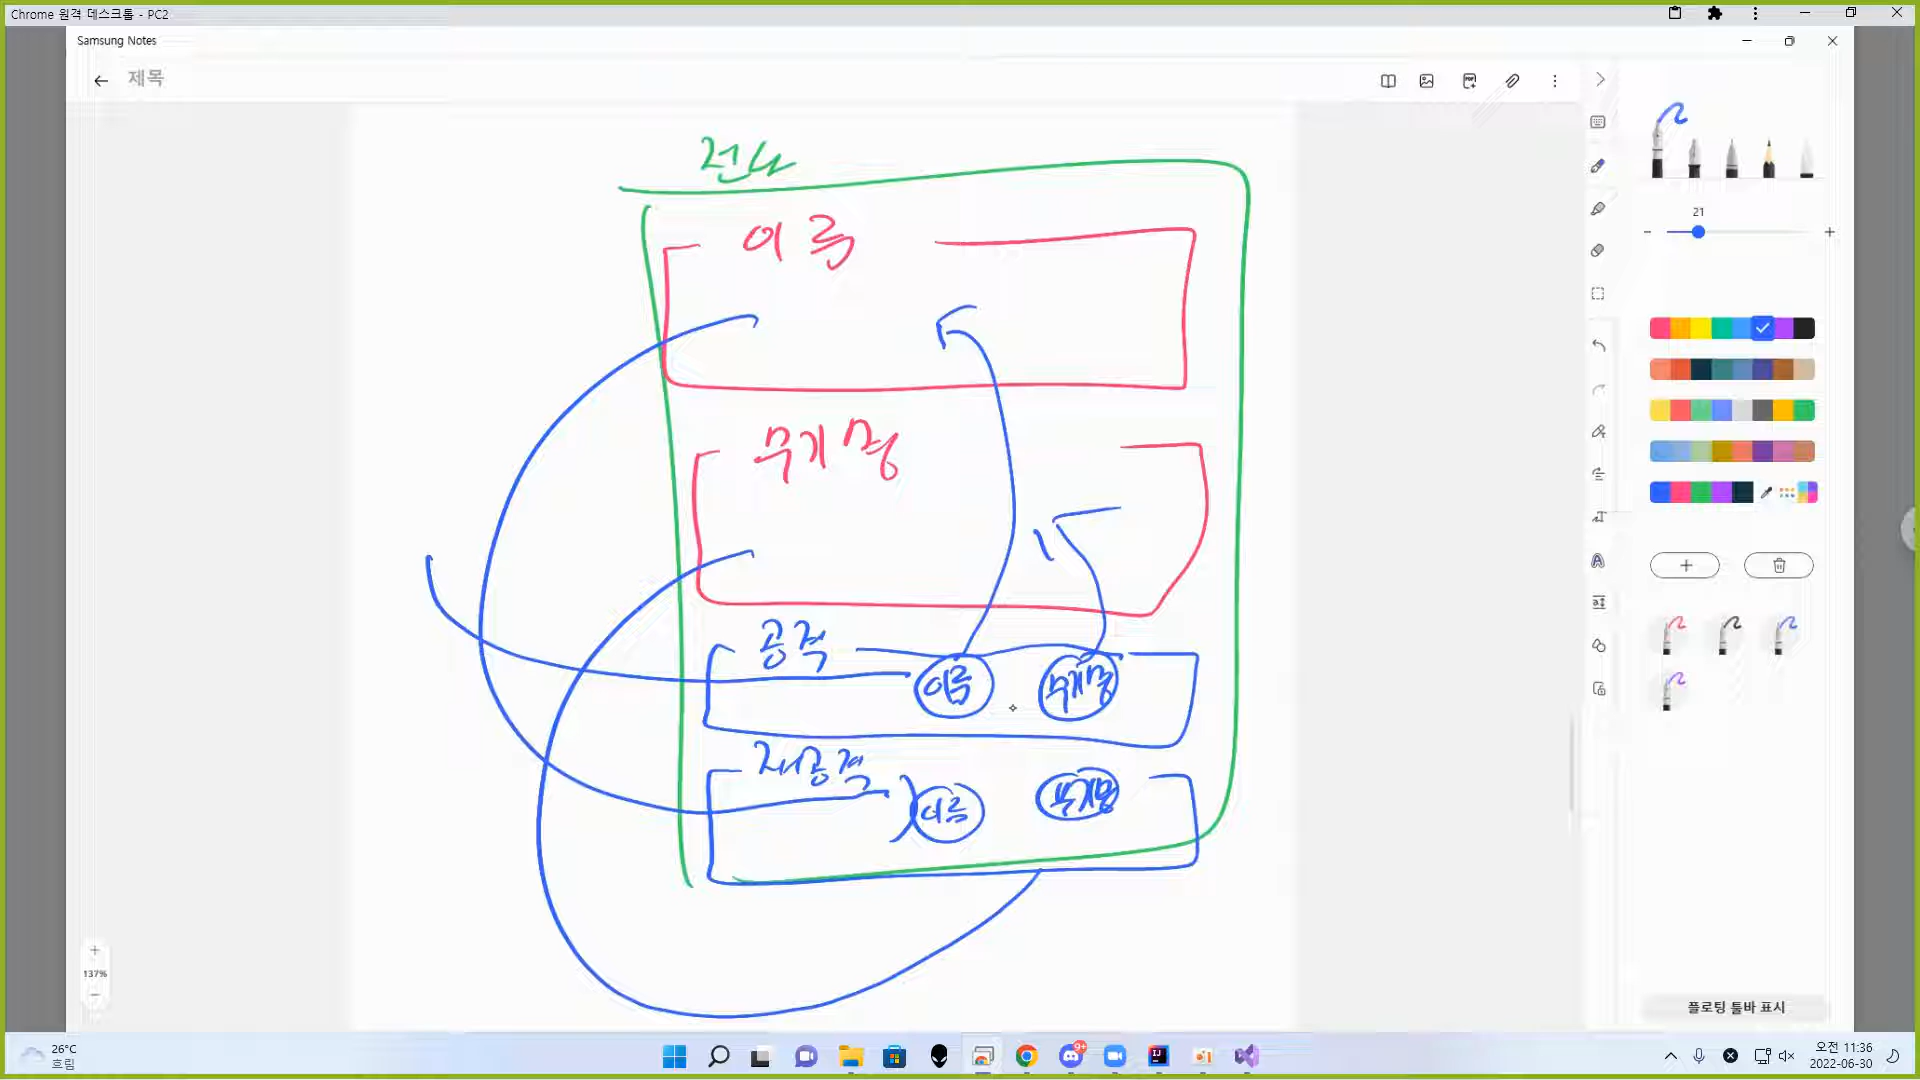 Chrome 원격 데스크톱 - PC2
Samsung Notes
제목
전사
21
이름
무기명
공격
이름
무기명
재공격
이름
무기명
137%
플로팅 툴바 표시
26°C
흐림
9+
오전 11:36
2022-06-30